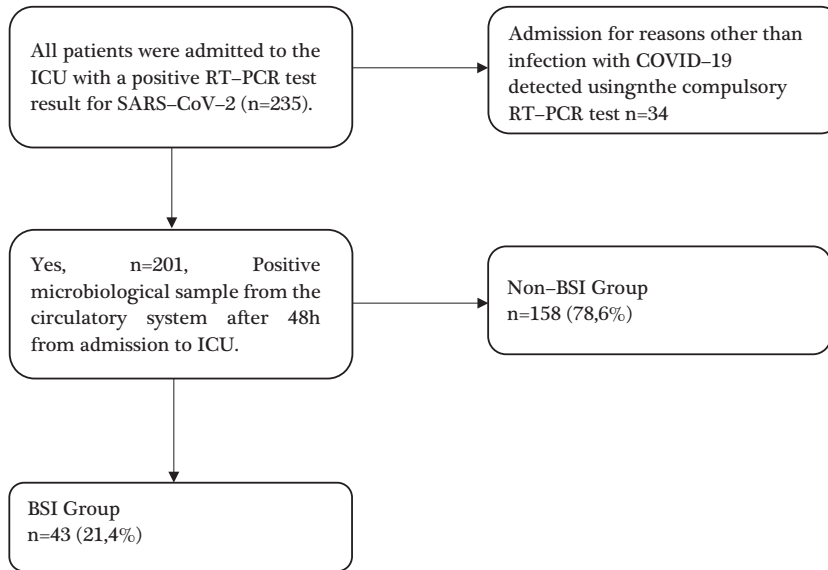 All patients were admitted to the
ICU with a positive RT–PCR test
result for SARS–CoV–2 (n=235).
Admission for reasons other than
infection with COVID–19
detected usingnthe compulsory
RT–PCR test n=34
Yes, n=201, Positive
microbiological sample from the
circulatory system after 48h
from admission to ICU.
Non–BSI Group
n=158 (78,6%)
BSI Group
n=43 (21,4%)